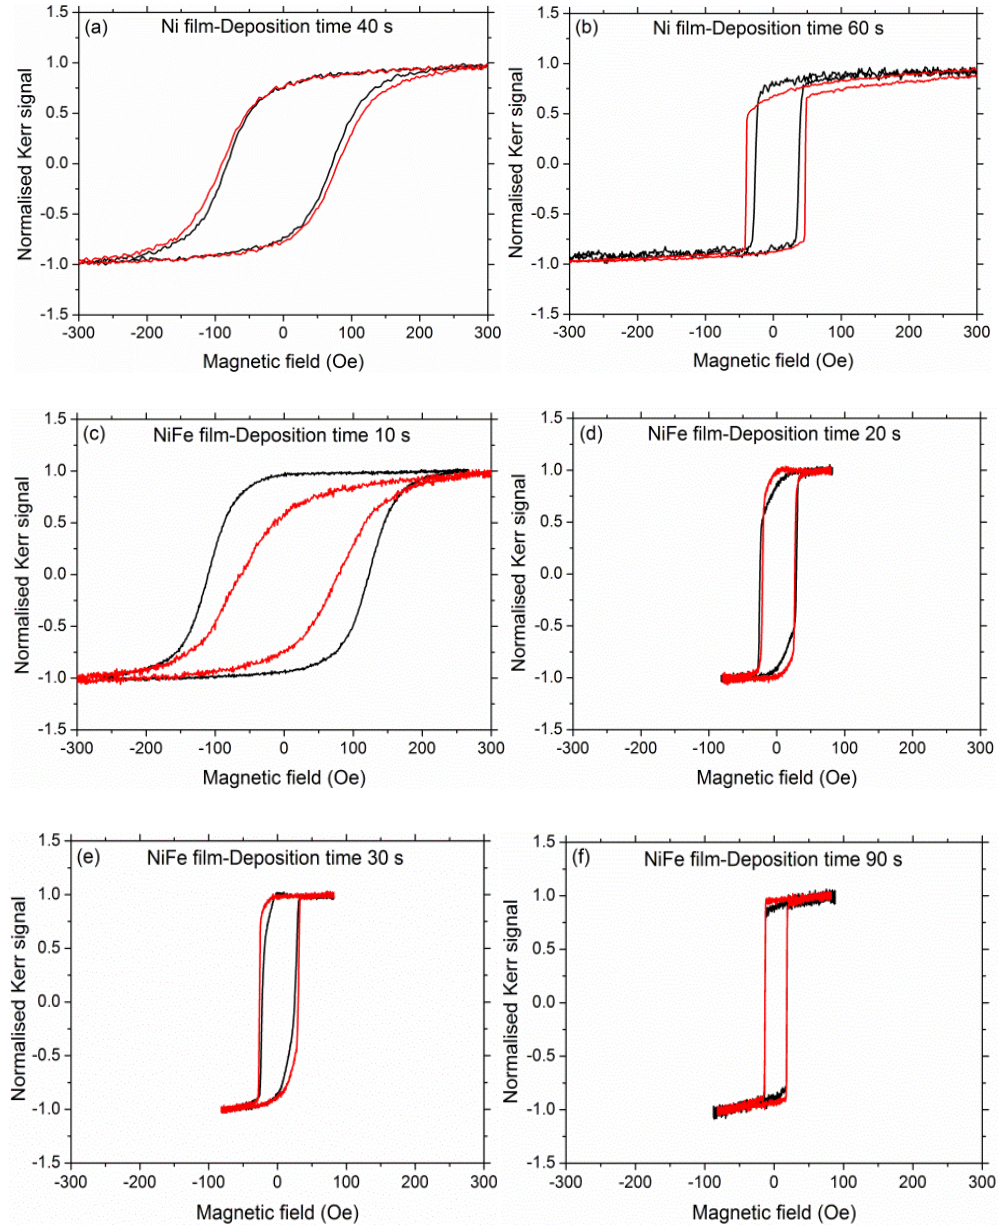 (a) Ni film-Deposition time 40 s
1.5
1.0
0.5
0.0
-0.5
-1.0
-1.5
Normalised Kerr signal
-300 -200 -100 0 100 200 300
Magnetic field (Oe)
(b) Ni film-Deposition time 60 s
1.5
1.0
0.5
0.0
-0.5
-1.0
-1.5
Normalised Kerr signal
-300 -200 -100 0 100 200 300
Magnetic field (Oe)
(c) NiFe film-Deposition time 10 s
1.5
1.0
0.5
0.0
-0.5
-1.0
-1.5
Normalised Kerr signal
-300 -200 -100 0 100 200 300
Magnetic field (Oe)
(d) NiFe film-Deposition time 20 s
1.5
1.0
0.5
0.0
-0.5
-1.0
-1.5
Normalised Kerr signal
-300 -200 -100 0 100 200 300
Magnetic field (Oe)
(e) NiFe film-Deposition time 30 s
1.5
1.0
0.5
0.0
-0.5
-1.0
-1.5
Normalised Kerr signal
-300 -200 -100 0 100 200 300
Magnetic field (Oe)
(f) NiFe film-Deposition time 90 s
1.5
1.0
0.5
0.0
-0.5
-1.0
-1.5
Normalised Kerr signal
-300 -200 -100 0 100 200 300
Magnetic field (Oe)